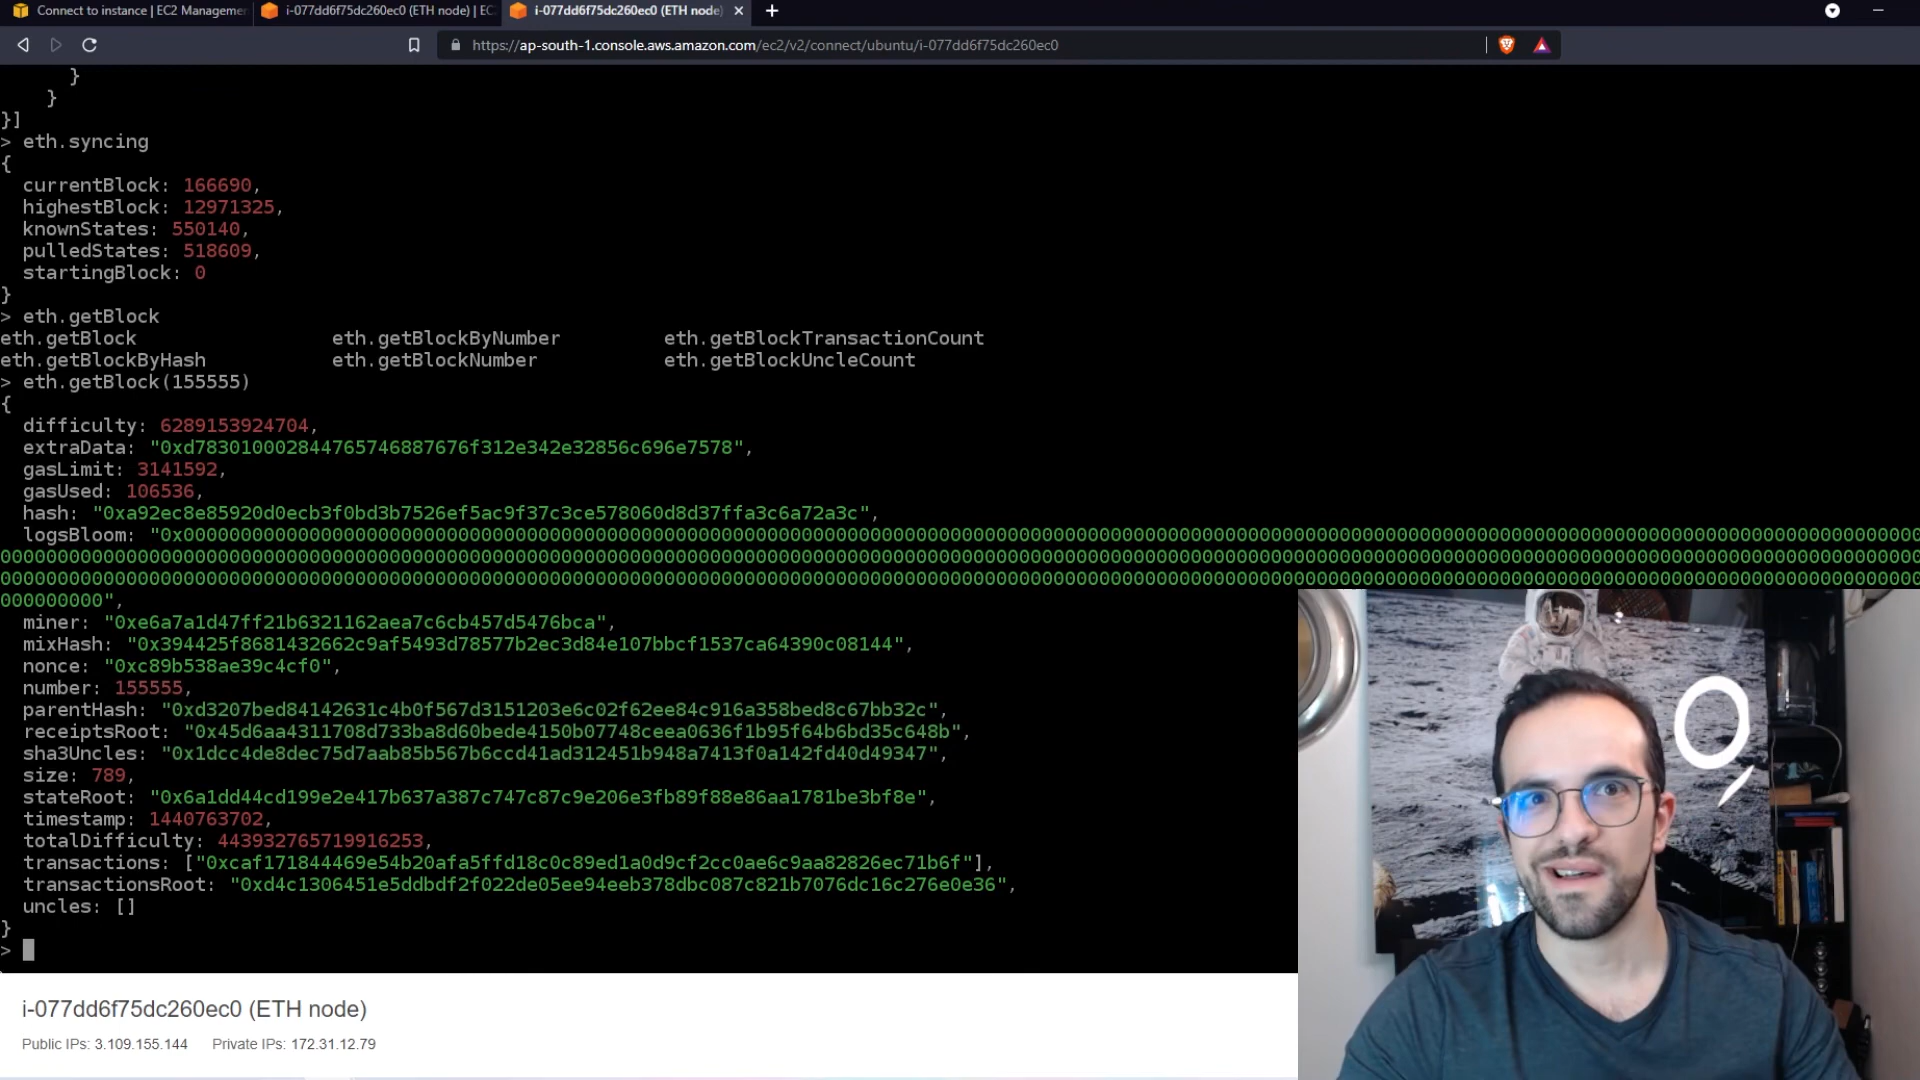 Connect to instance | EC2 Manageme
i-077dd6f75dc260ec0 (ETH node) | EC
i-077dd6f75dc260ec0 (ETH node)
https://ap-south-1.console.aws.amazon.com/ec2/v2/connect/ubuntu/i-077dd6f75dc260ec0
}
}
}]
> eth.syncing
{
currentBlock: 166690,
highestBlock: 12971325,
knownStates: 550140,
pulledStates: 518609,
startingBlock: 0
}
> eth.getBlock
eth.getBlock eth.getBlockByNumber eth.getBlockTransactionCount
eth.getBlockByHash eth.getBlockNumber eth.getBlockUncleCount
> eth.getBlock(155555)
{
difficulty: 6289153924704,
extraData: "0xd783010002844765746887676f312e342e32856c696e7578",
gasLimit: 3141592,
gasUsed: 106536,
hash: "0xa92ec8e85920d0ecb3f0bd3b7526ef5ac9f37c3ce578060d8d37ffa3c6a72a3c",
logsBloom:
000000000",
miner: "0xe6a7a1d47ff21b6321162aea7c6cb457d5476bca",
mixHash: "0x394425f8681432662c9af5493d78577b2ec3d84e107bbcf1537ca64390c08144",
nonce: "0xc89b538ae39c4cf0",
number: 155555,
parentHash: "0xd3207bed84142631c4b0f567d3151203e6c02f62ee84c916a358bed8c67bb32c",
receiptsRoot: "0x45d6aa4311708d733ba8d60bede4150b07748ceea0636f1b95f64b6bd35c648b",
sha3Uncles: "0x1dcc4de8dec75d7aab85b567b6ccd41ad312451b948a7413f0a142fd40d49347",
size: 789,
stateRoot: "0x6a1dd44cd199e2e417b637a387c747c87c9e206e3fb89f88e86aa1781be3bf8e",
timestamp: 1440763702,
totalDifficulty: 443932765719916253,
transactions: ["0xcaf171844469e54b20afa5ffd18c0c89ed1a0d9cf2cc0ae6c9aa82826ec71b6f"],
transactionsRoot: "0xd4c1306451e5ddbdf2f022de05ee94eeb378dbc087c821b7076dc16c276e0e36",
uncles: []
}
>
i-077dd6f75dc260ec0 (ETH node)
Public IPs: 3.109.155.144 Private IPs: 172.31.12.79